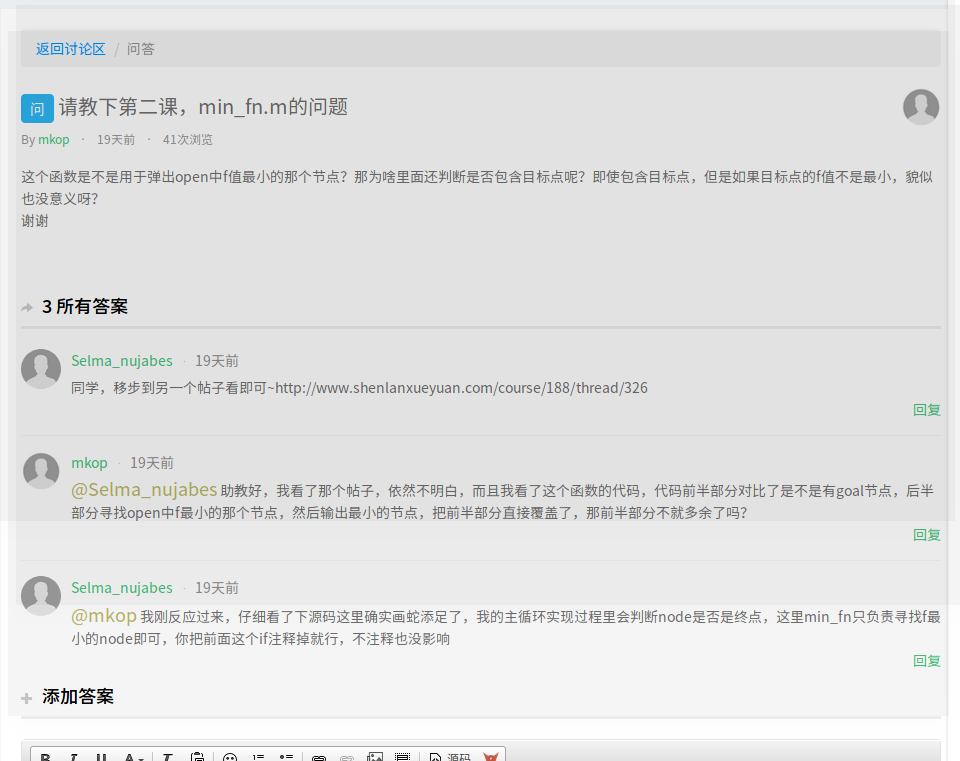 返回讨论区 / 问答
问 请教下第二课，min_fn.m的问题
By mkop · 19天前 · 41次浏览
这个函数是不是用于弹出open中f值最小的那个节点？那为啥里面还判断是否包含目标点呢？即使包含目标点，但是如果目标点的f值不是最小，貌似
也没意义呀？
谢谢
3 所有答案
Selma_nujabes · 19天前
同学，移步到另一个帖子看即可~http://www.shenlanxueyuan.com/course/188/thread/326
回复
mkop · 19天前
@Selma_nujabes 助教好，我看了那个帖子，依然不明白，而且我看了这个函数的代码，代码前半部分对比了是不是有goal节点，后半
部分寻找open中f最小的那个节点，然后输出最小的节点，把前半部分直接覆盖了，那前半部分不就多余了吗？
回复
Selma_nujabes · 19天前
@mkop 我刚反应过来，仔细看了下源码这里确实画蛇添足了，我的主循环实现过程里会判断node是否是终点，这里min_fn只负责寻找f最
小的node即可，你把前面这个if注释掉就行，不注释也没影响
回复
添加答案
B I U A T 源码